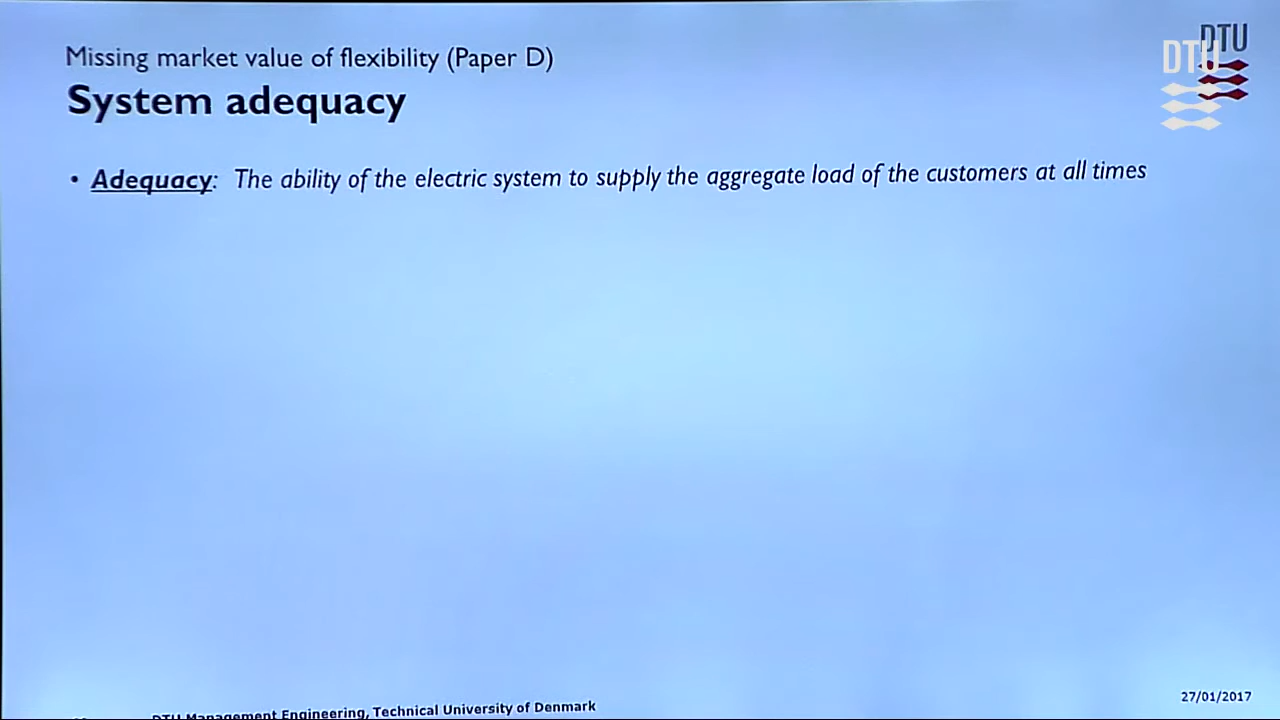 Missing market value of flexibility (Paper D)
System adequacy
DTU
DTU
• Adequacy: The ability of the electric system to supply the aggregate load of the customers at all times
27/01/2017
DTU Management Engineering, Technical University of Denmark